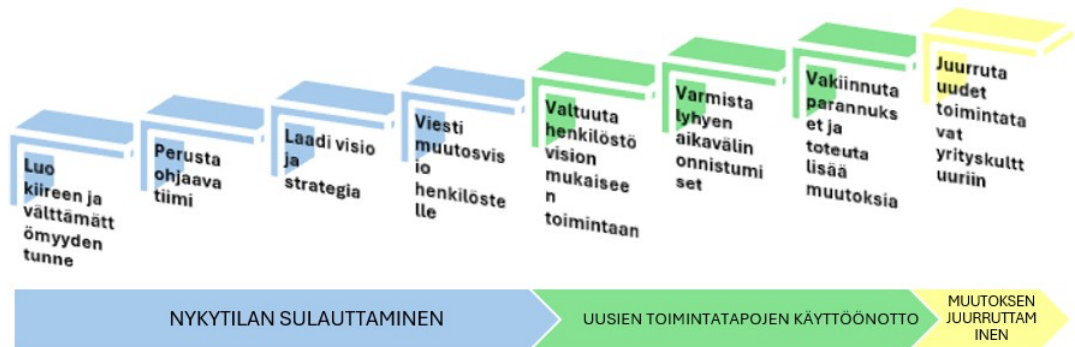 Luo
kiireen ja
välttämätt
ömyyden
tunne
Perusta
ohjaava
tiimi
Laadi visio
ja
strategia
Viesti
muutosvis
io
henkilöste
lle
Valtuuta
henkilöstö
vision
mukaisee
n
toimintaan
Varmista
lyhyen
aikavälin
onnistumi
set
Vakiinnuta
parannuks
et ja
toteuta
lisää
muutoksia
Juurruta
uudet
toimintata
vat
yrityskultt
uuriin
NYKYTILAN SULAUTTAMINEN
UUSIEN TOIMINTATAPOJEN KÄYTTÖÖNOTTO
MUUTOKSEN
JUURRUTTAM
INEN